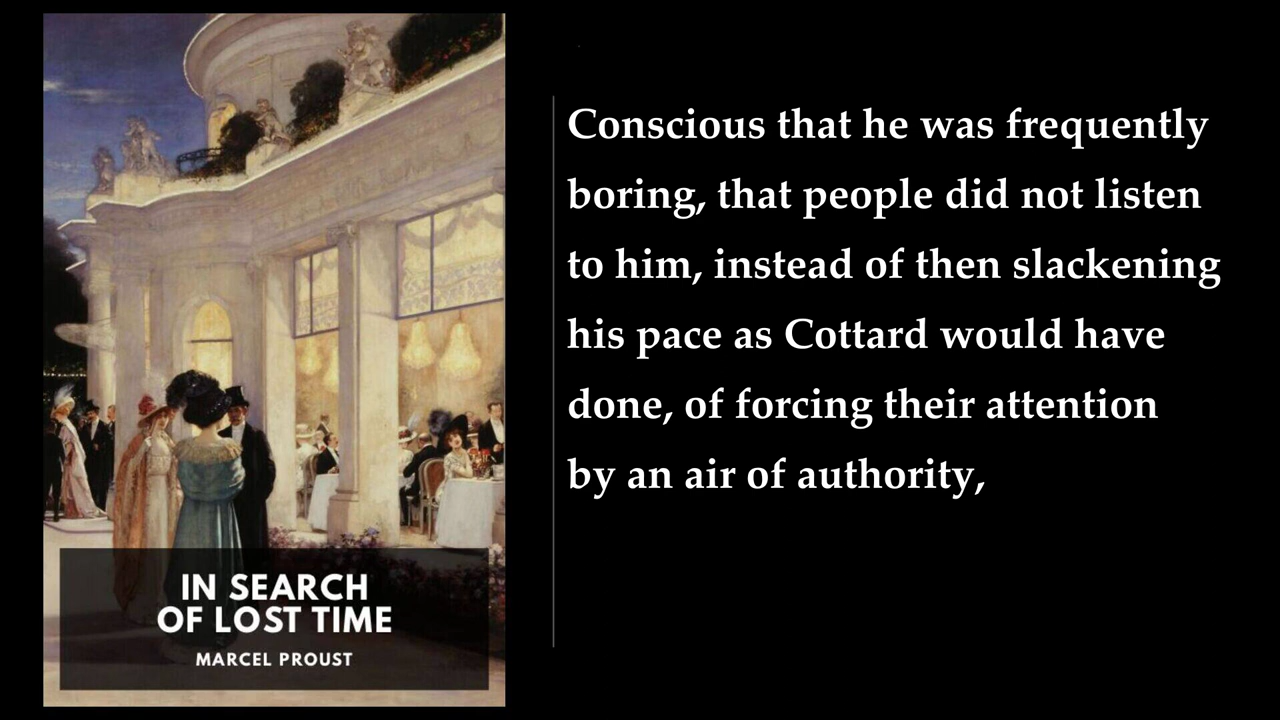 Conscious that he was frequently
boring, that people did not listen
to him, instead of then slackening
his pace as Cottard would have
done, of forcing their attention
by an air of authority,
IN SEARCH
OF LOST TIME
MARCEL PROUST